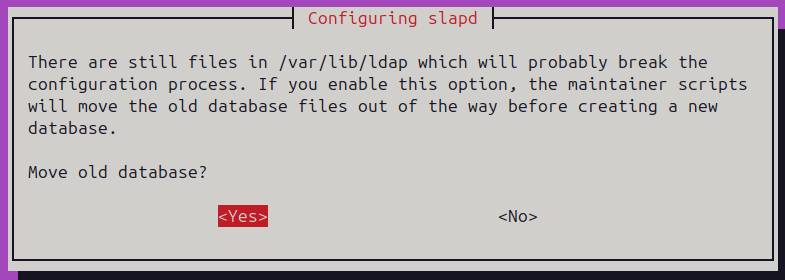 Configuring slapd
There are still files in /var/lib/ldap which will probably break the
configuration process. If you enable this option, the maintainer scripts
will move the old database files out of the way before creating a new
database.
Move old database?
<Yes> <No>